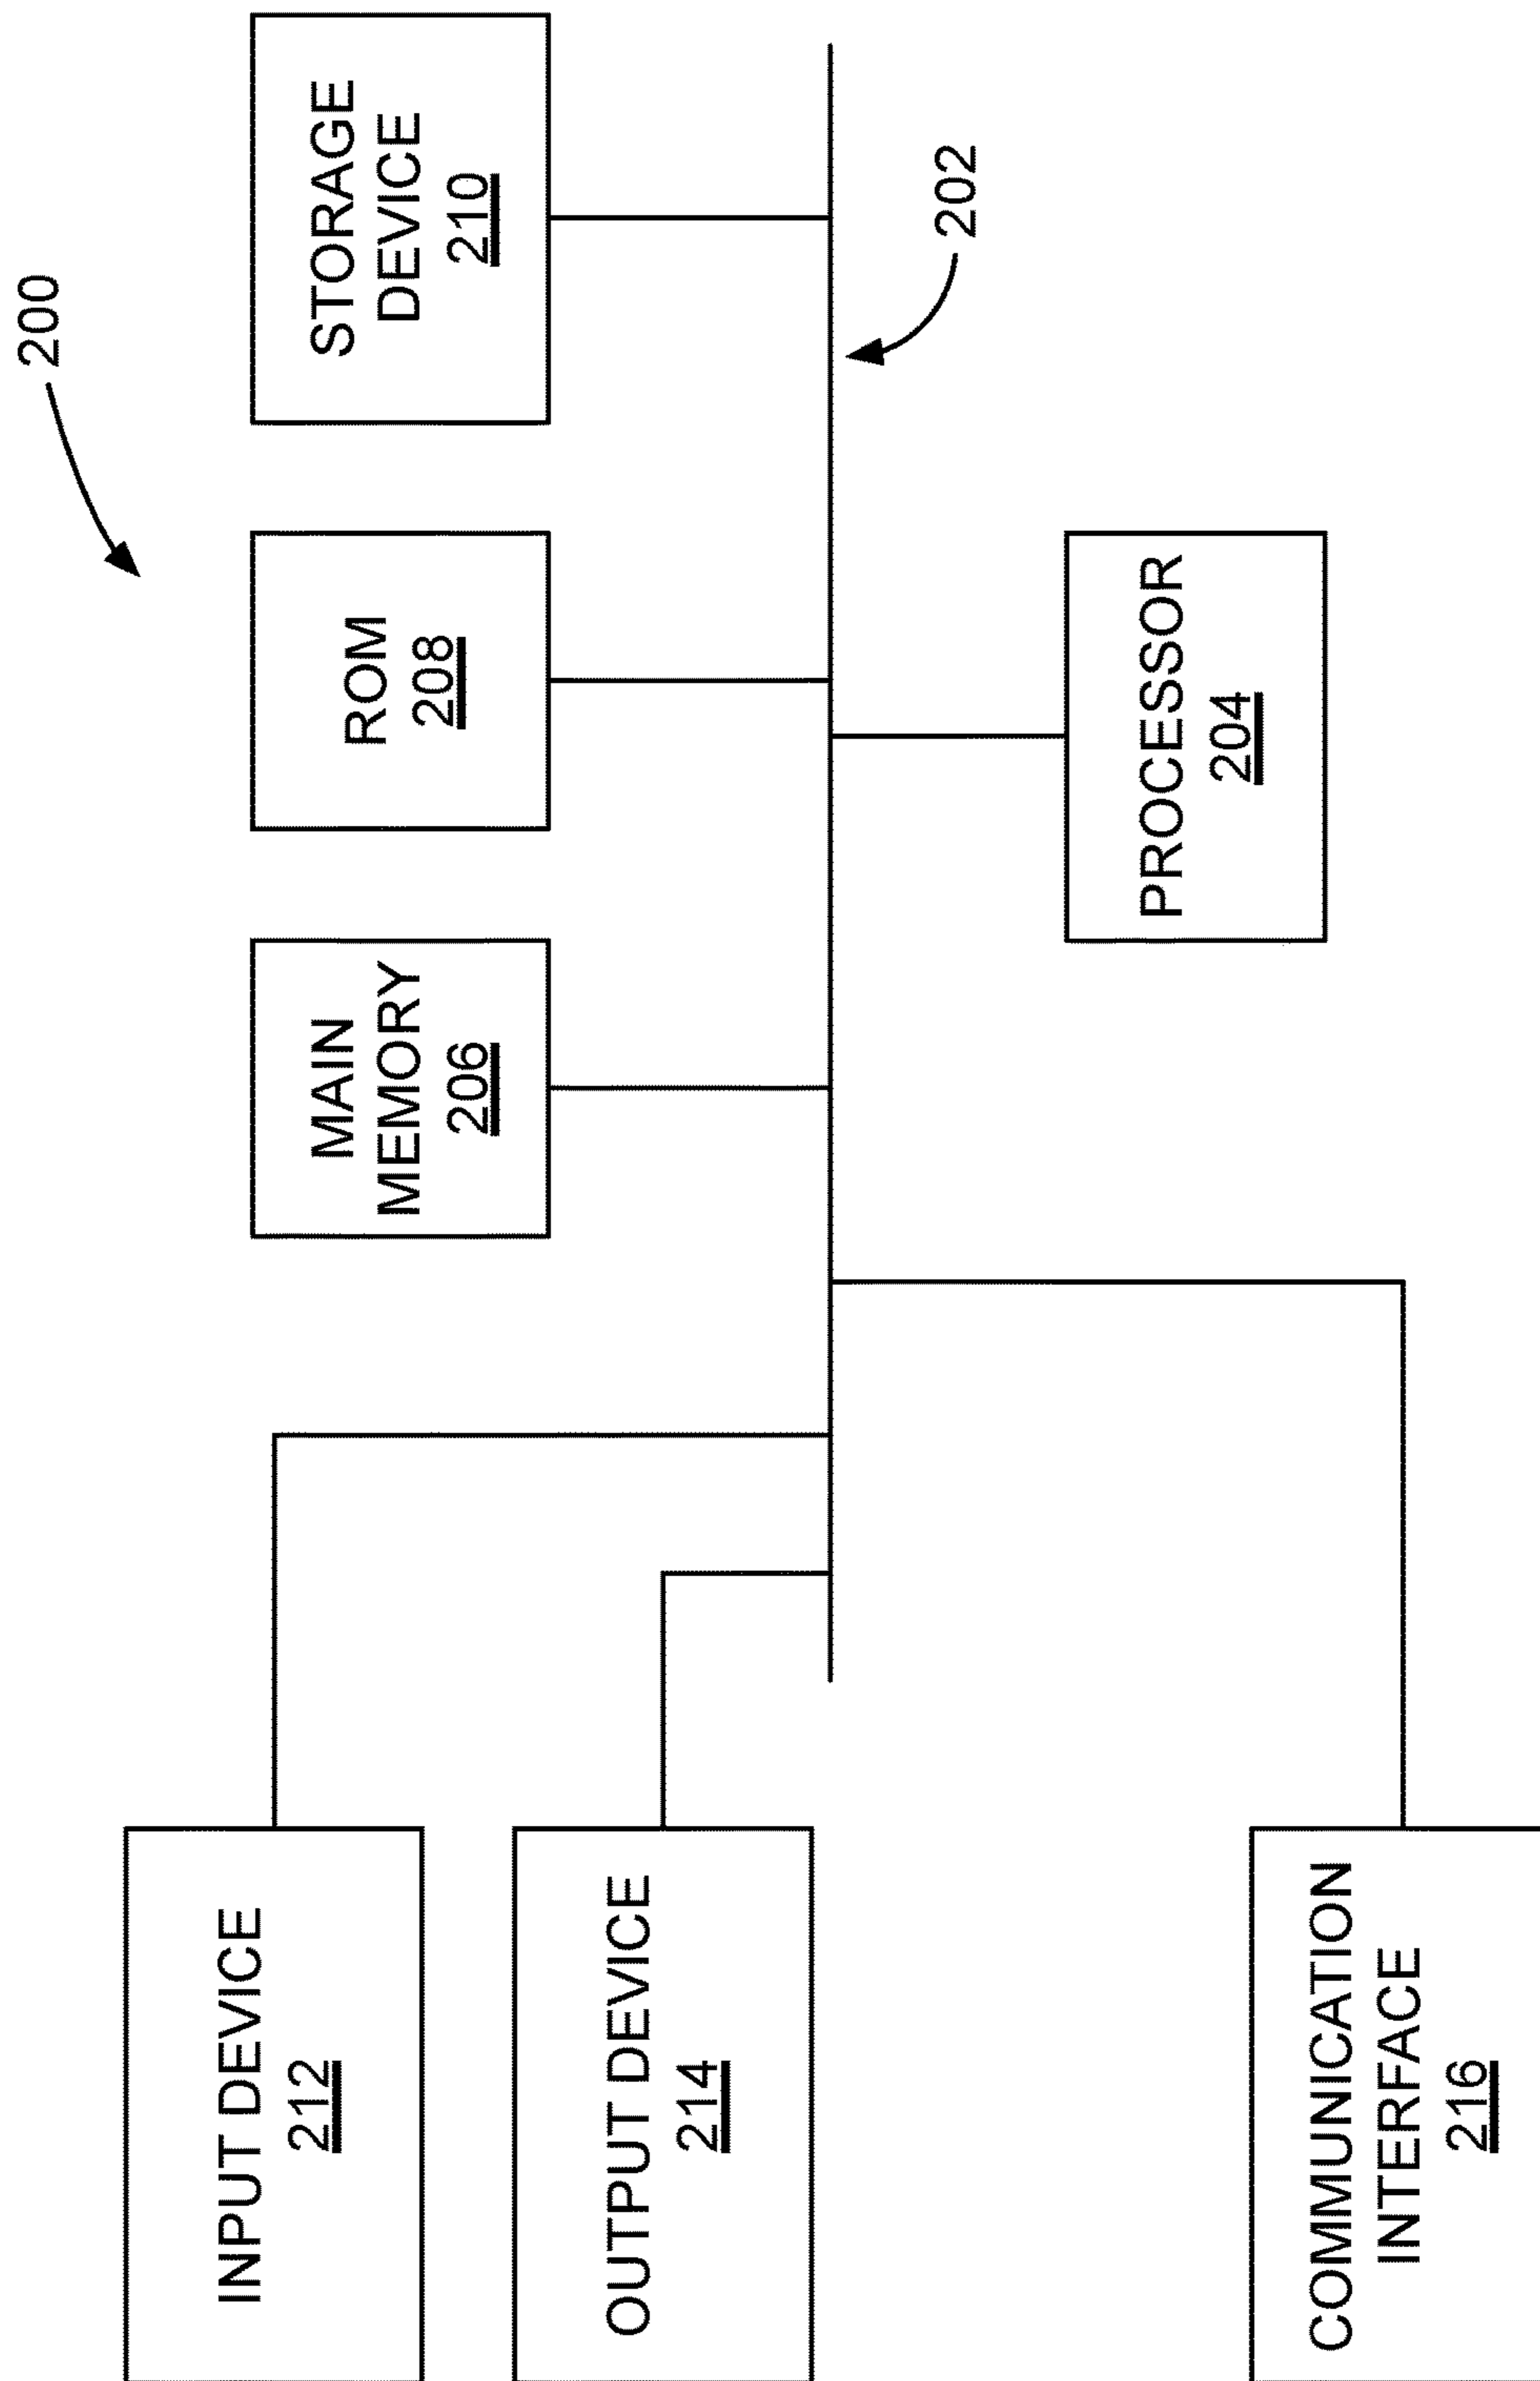 200
INPUT DEVICE
212
OUTPUT DEVICE
214
MAIN
MEMORY
206
ROM
208
STORAGE
DEVICE
210
202
PROCESSOR
204
COMMUNICATION
INTERFACE
216